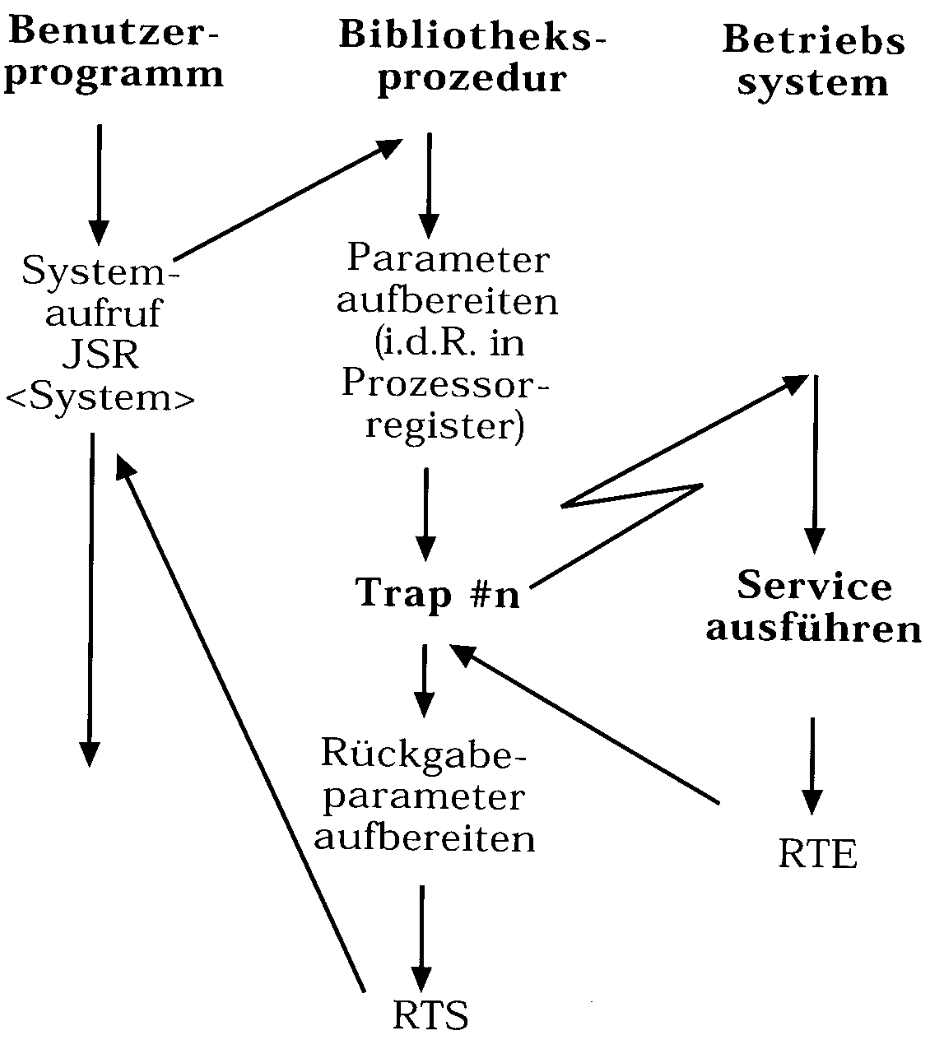 Benutzer-
programm
Bibliotheks-
prozedur
Betriebs
system
System-
aufruf
JSR
<System>
Parameter
aufbereiten
(i.d.R. in
Prozessor-
register)
Trap #n
Service
ausführen
Rückgabe-
parameter
aufbereiten
RTE
RTS